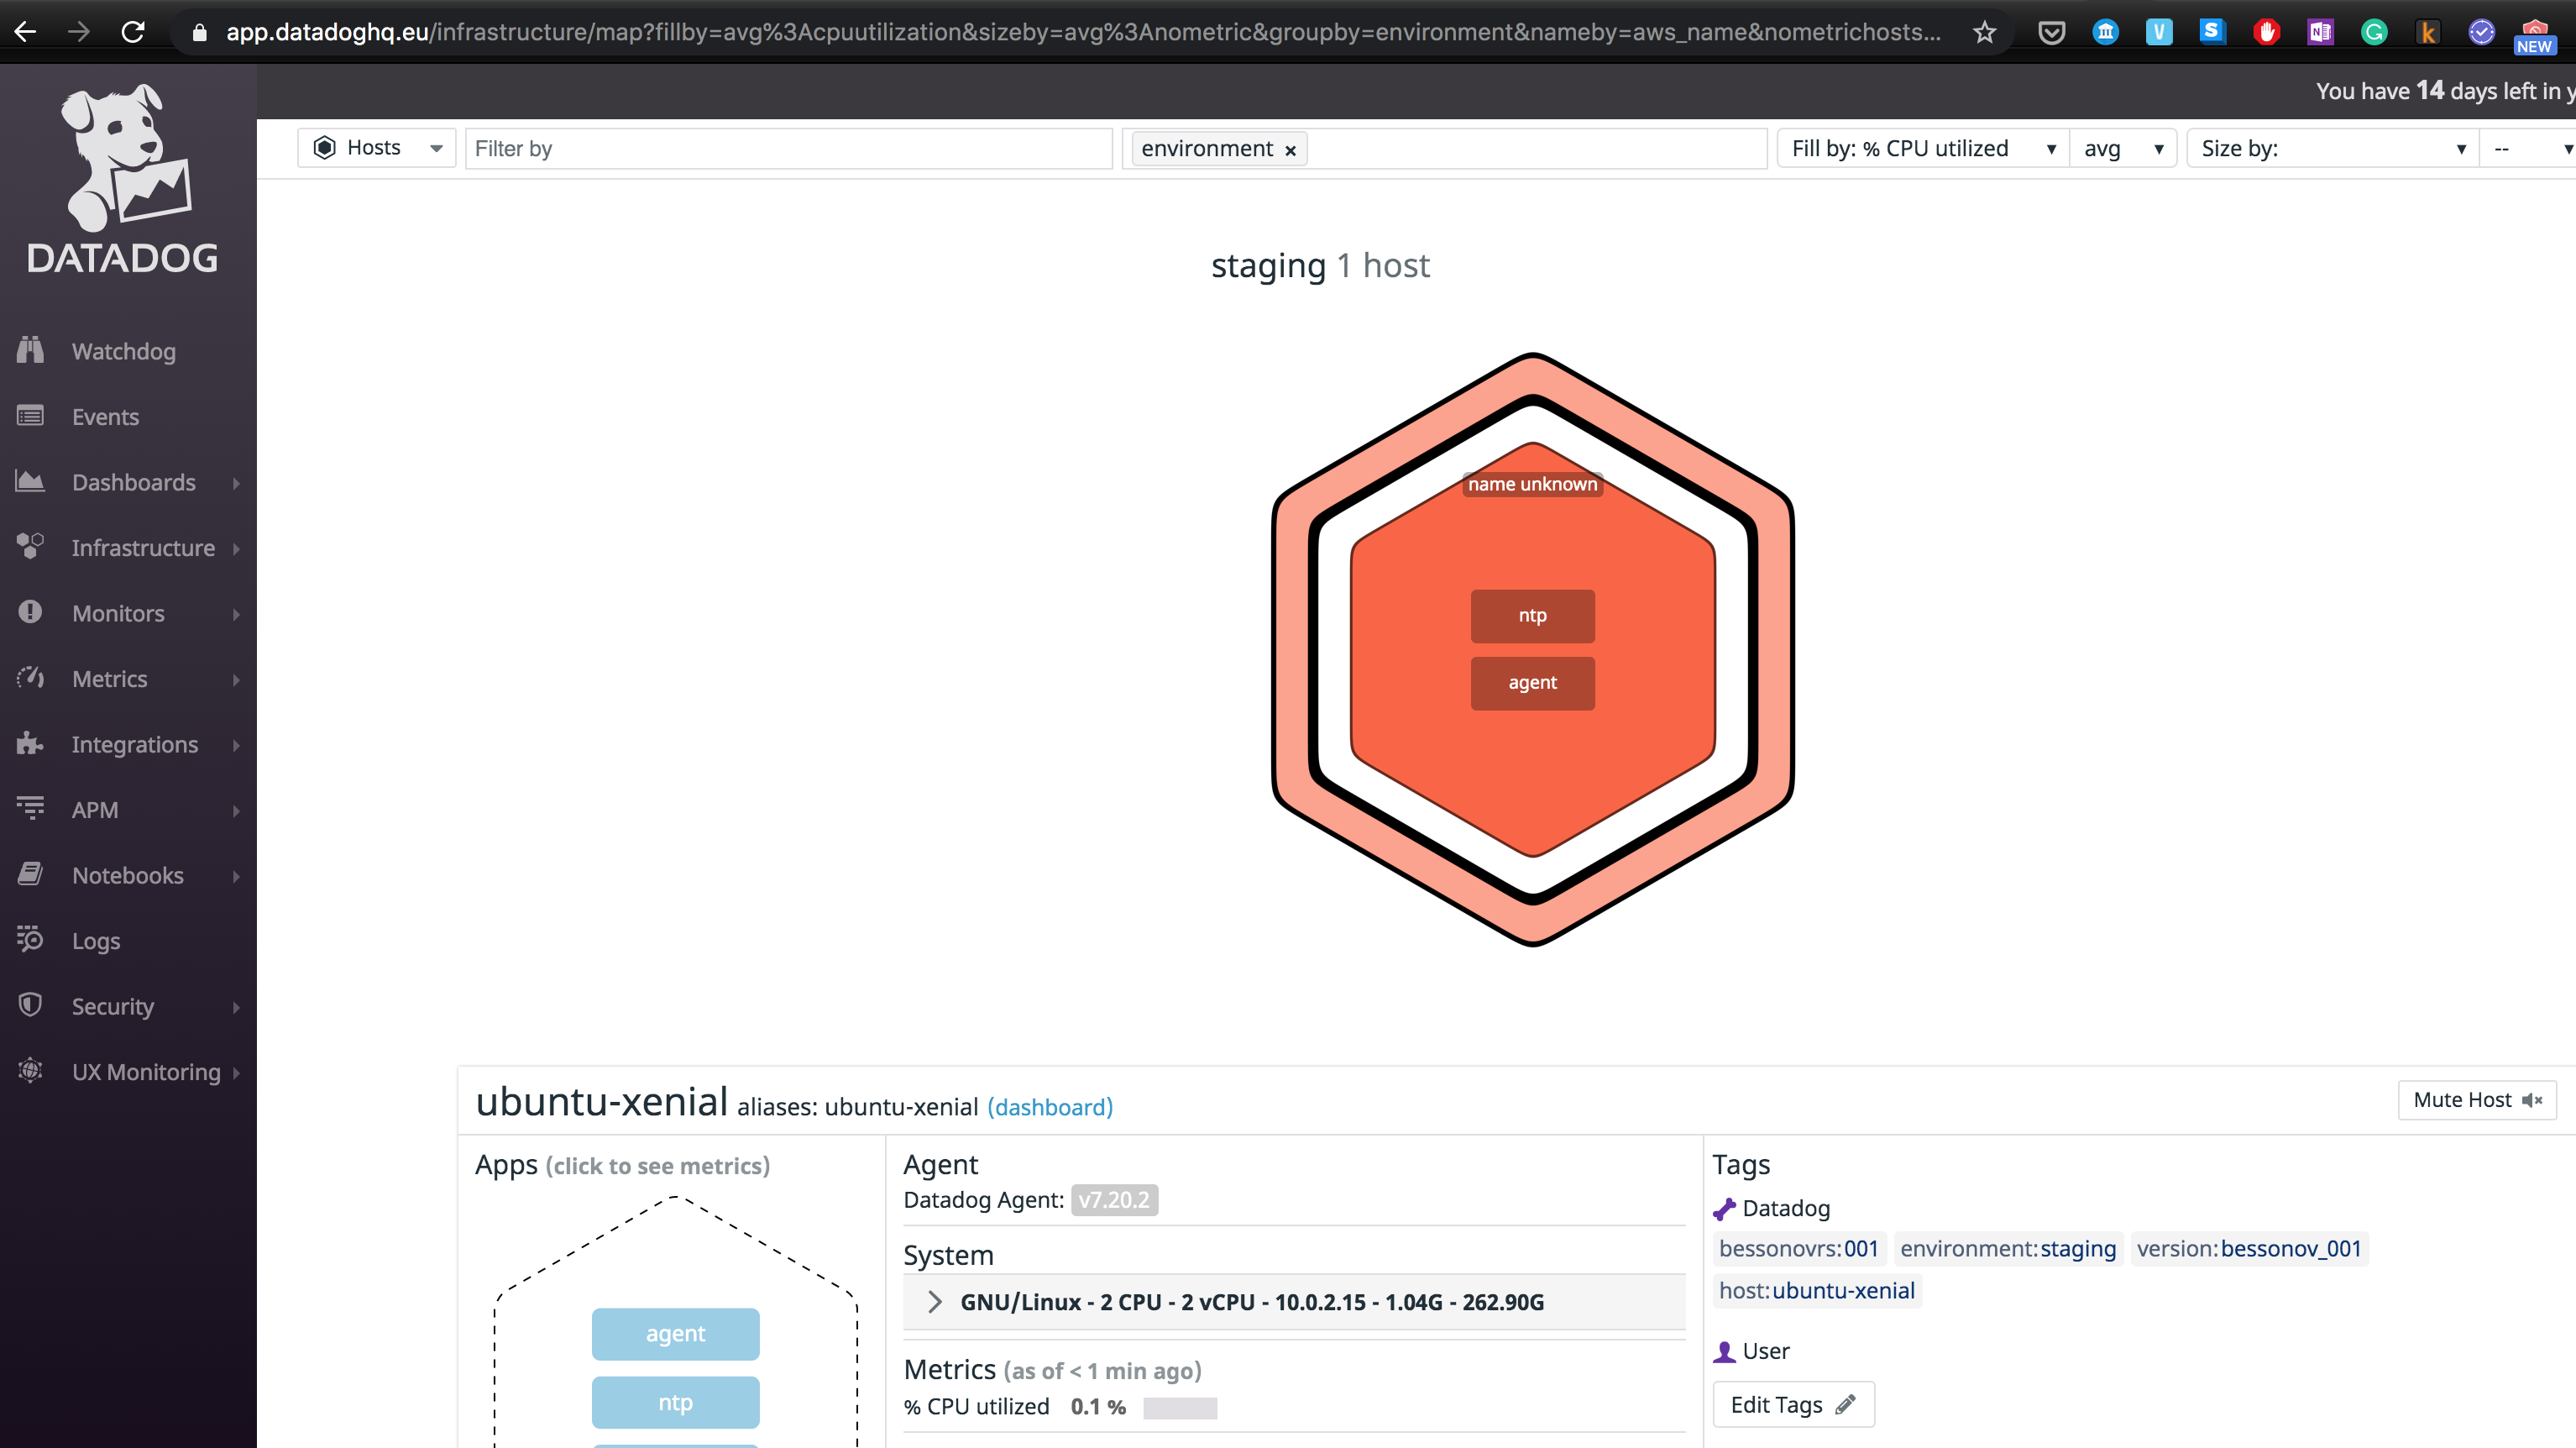 app.datadoghq.eu/infrastructure/map?fillby=avg%3Acpuutilization&sizeby=avg%3Anometric&groupby=environment&nameby=aws_name&nometrichosts...
NEW
You have 14 days left in y
DATADOG
Hosts
Filter by
environment ×
Fill by: % CPU utilized
avg
Size by:
--
staging 1 host
Watchdog
Events
Dashboards
Infrastructure
Monitors
Metrics
Integrations
APM
Notebooks
Logs
Security
UX Monitoring
name unknown
ntp
agent
ubuntu-xenial aliases: ubuntu-xenial (dashboard)
Mute Host
Apps (click to see metrics)
agent
ntp
Agent
Datadog Agent: v7.20.2
System
GNU/Linux - 2 CPU - 2 vCPU - 10.0.2.15 - 1.04G - 262.90G
Metrics (as of < 1 min ago)
% CPU utilized 0.1 %
Tags
Datadog
bessonovrs:001 environment:staging version:bessonov_001
host:ubuntu-xenial
User
Edit Tags